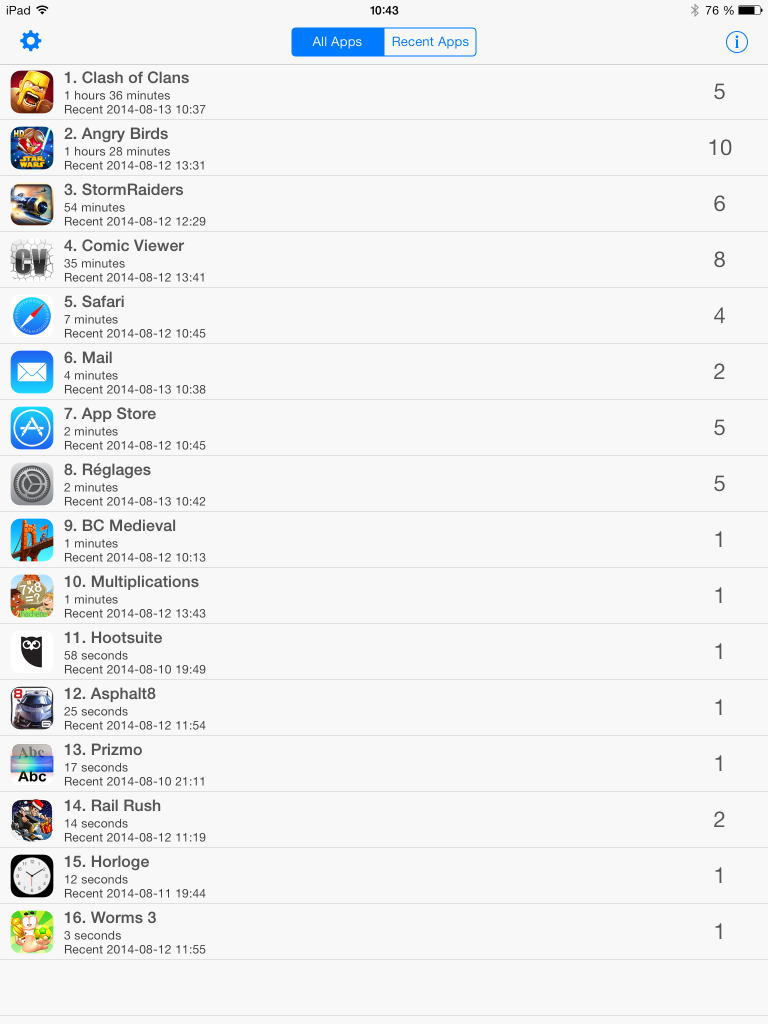 iPad 10:43 76 %
All Apps Recent Apps
1. Clash of Clans
1 hours 36 minutes
Recent 2014-08-13 10:37
5
HD
STAR WARS
2. Angry Birds
1 hours 28 minutes
Recent 2014-08-12 13:31
10
3. StormRaiders
54 minutes
Recent 2014-08-12 12:29
6
CV
4. Comic Viewer
35 minutes
Recent 2014-08-12 13:41
8
5. Safari
7 minutes
Recent 2014-08-12 10:45
4
6. Mail
4 minutes
Recent 2014-08-13 10:38
2
7. App Store
2 minutes
Recent 2014-08-12 10:45
5
8. Réglages
2 minutes
Recent 2014-08-13 10:42
5
9. BC Medieval
1 minutes
Recent 2014-08-12 10:13
1
7x8
=?
10. Multiplications
1 minutes
Recent 2014-08-12 13:43
1
11. Hootsuite
58 seconds
Recent 2014-08-10 19:49
1
8
12. Asphalt8
25 seconds
Recent 2014-08-12 11:54
1
Abc
Abc
13. Prizmo
17 seconds
Recent 2014-08-10 21:11
1
14. Rail Rush
14 seconds
Recent 2014-08-12 11:19
2
15. Horloge
12 seconds
Recent 2014-08-11 19:44
1
16. Worms 3
3 seconds
Recent 2014-08-12 11:55
1